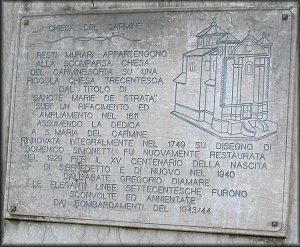 CHIESA DEL CARMINE
RESTI MURARI APPARTENGONO
ALLA SCOMPARSA CHIESA
DEL CARMINE SORTA SU UNA
PICCOLA CHIESA TRECENTESCA
DAL TITOLO DI
"SANCTE MARIE DE STRATA",
SUBI' UN RIFACIMENTO ED
AMPLIAMENTO NEL 1611
ASSUMENDO LA DEDICA
A S. MARIA DEL CARMINE.
RINNOVATA INTEGRALMENTE NEL 1749 SU DISEGNO DI
DOMENICO SIMONETTI, FU NUOVAMENTE RESTAURATA
NEL 1929 PER IL XV CENTENARIO DELLA NASCITA
DI S. BENEDETTO E DI NUOVO NEL 1940
DALL'ABATE GREGORIO DIAMARE.
LE ELEGANTI LINEE SETTECENTESCHE FURONO
SCONVOLTE ED ANNIENTATE
DAI BOMBARDAMENTI DEL 1943/44.